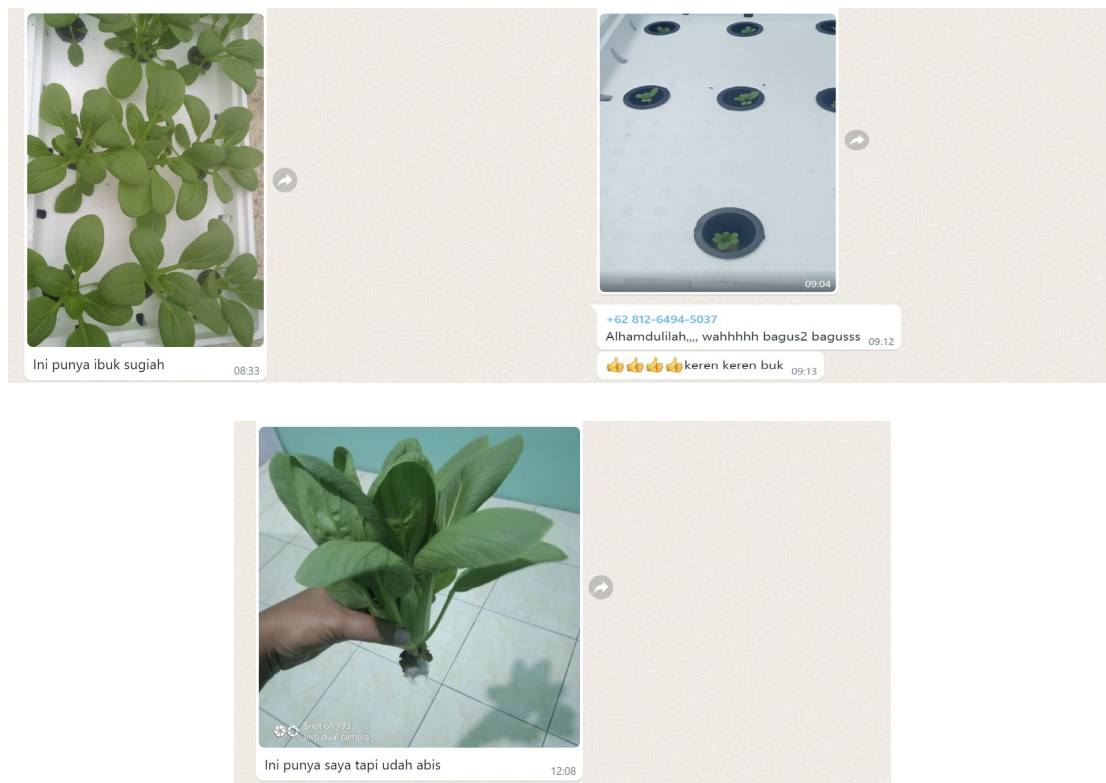 Ini punya ibuk sugiah
08:33
09:04
+62 812-6494-5037
Alhamdulilah,,,, wahhhhh bagus2 bagusss 09:12
👍👍👍👍keren keren buk 09:13
Shot on Y93
vivo dual camera
Ini punya saya tapi udah abis
12:08